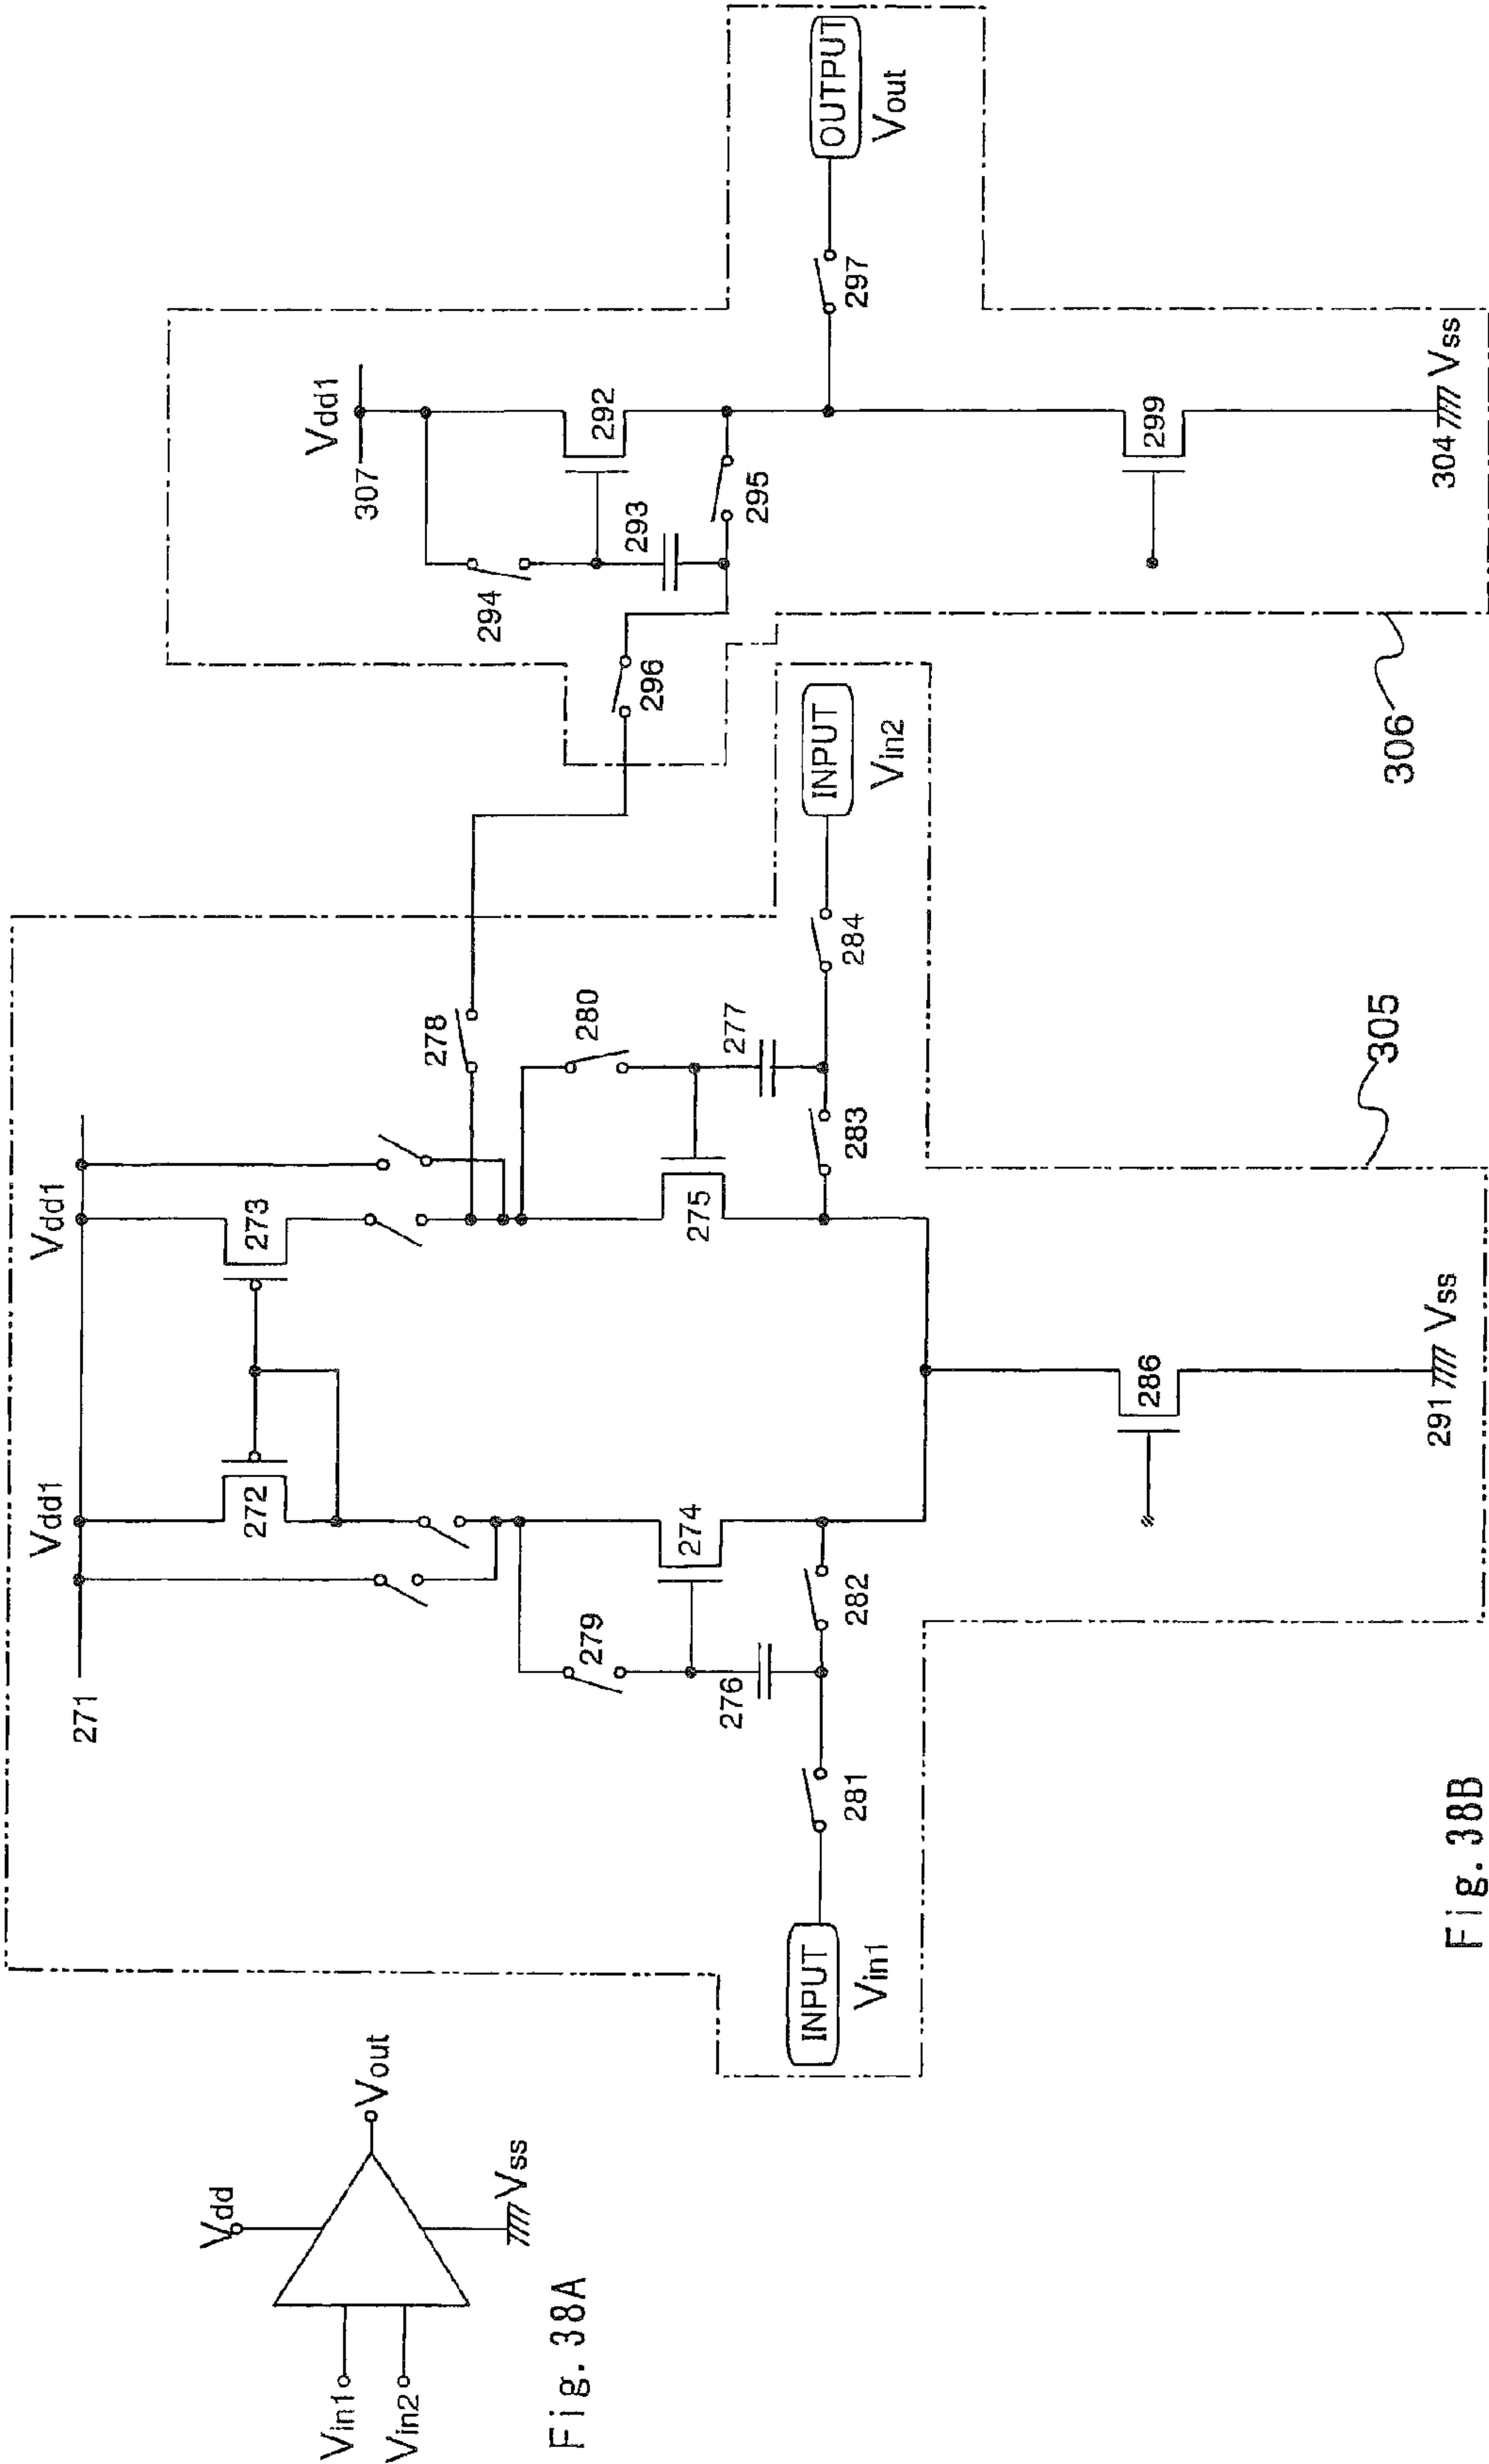 Vdd
Vin1
Vin2
Vout
Vss
Fig. 38A
271
Vdd1
Vdd1
272
273
278
279
280
274
275
276
277
281
282
283
284
INPUT
Vin1
INPUT
Vin2
286
291
Vss
305
Vdd1
307
292
293
294
295
296
297
OUTPUT
Vout
299
304
Vss
306
Fig. 38B